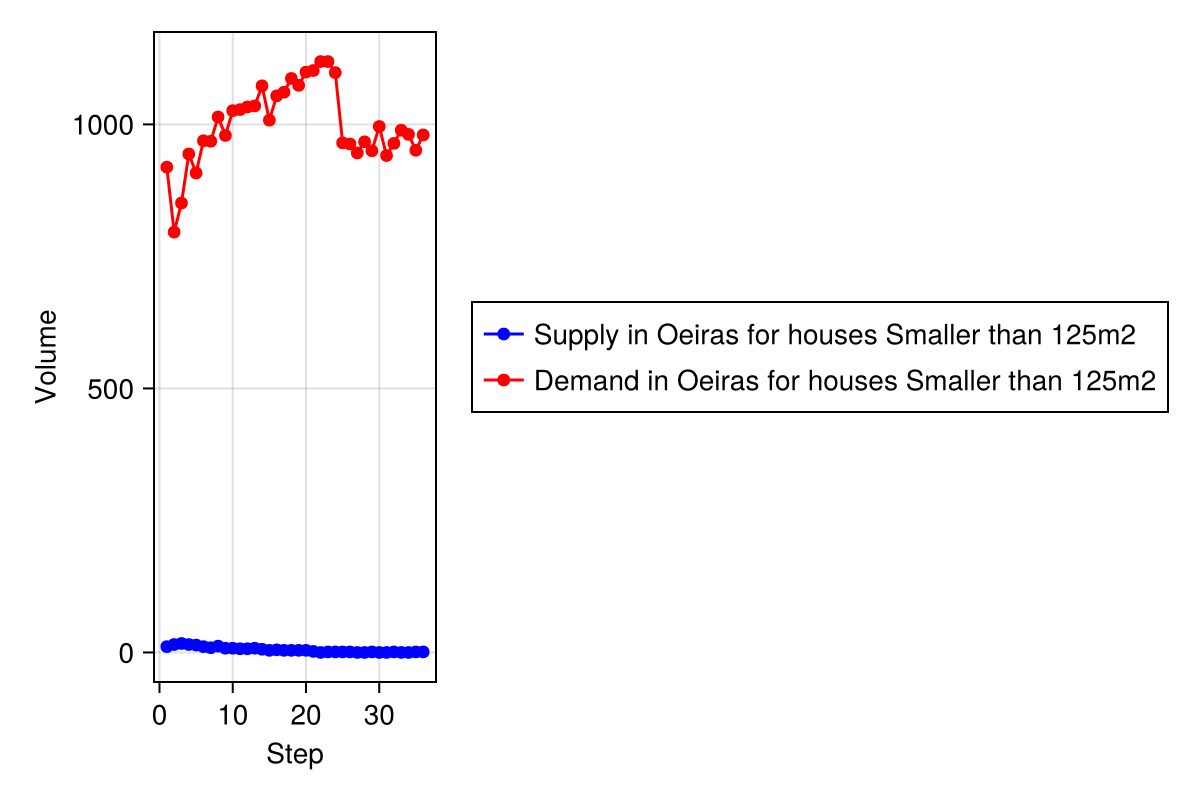 1000
500
0
Volume
0 10 20 30
Step
Supply in Oeiras for houses Smaller than 125m2
Demand in Oeiras for houses Smaller than 125m2